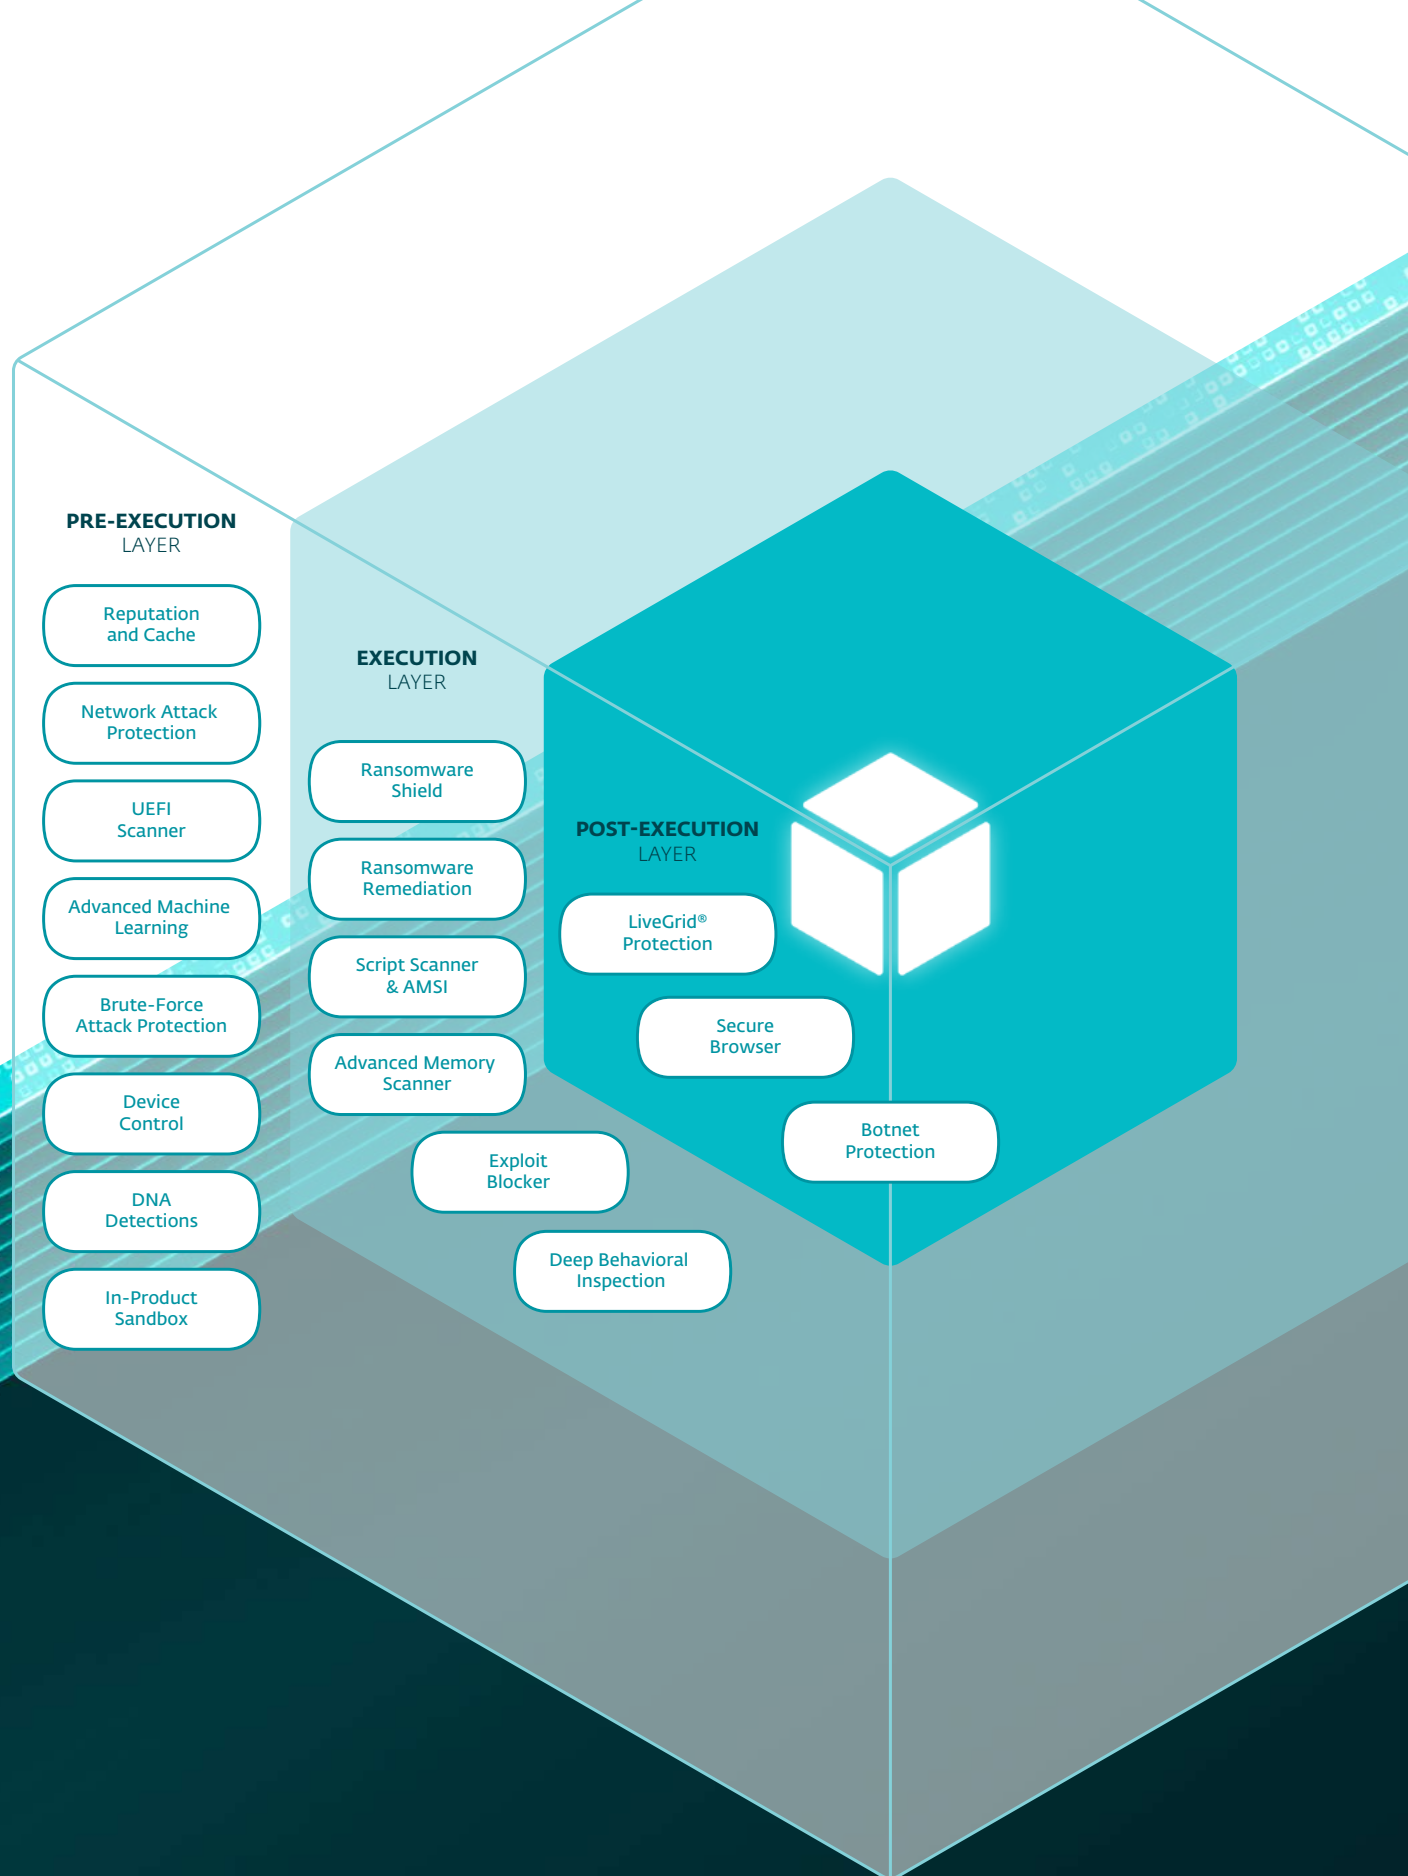 PRE-EXECUTION
LAYER
Reputation
and Cache
Network Attack
Protection
UEFI
Scanner
Advanced Machine
Learning
Brute-Force
Attack Protection
Device
Control
DNA
Detections
In-Product
Sandbox
EXECUTION
LAYER
Ransomware
Shield
Ransomware
Remediation
Script Scanner
& AMSI
Advanced Memory
Scanner
Exploit
Blocker
Deep Behavioral
Inspection
POST-EXECUTION
LAYER
LiveGrid®
Protection
Secure
Browser
Botnet
Protection